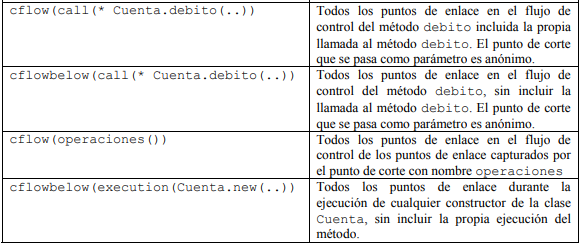 cflow(call(* Cuenta.debito(..))
Todos los puntos de enlace en el flujo de
control del método debito incluida la propia
llamada al método debito. El punto de corte
que se pasa como parámetro es anónimo.
cflowbelow(call(* Cuenta.debito(..))
Todos los puntos de enlace en el flujo de
control del método debito, sin incluir la
llamada al método debito. El punto de corte
que se pasa como parámetro es anónimo.
cflow(operaciones())
Todos los puntos de enlace en el flujo de
control de los puntos de enlace capturados por
el punto de corte con nombre operaciones
cflowbelow(execution(Cuenta.new(..))
Todos los puntos de enlace durante la
ejecución de cualquier constructor de la clase
Cuenta, sin incluir la propia ejecución del
método.